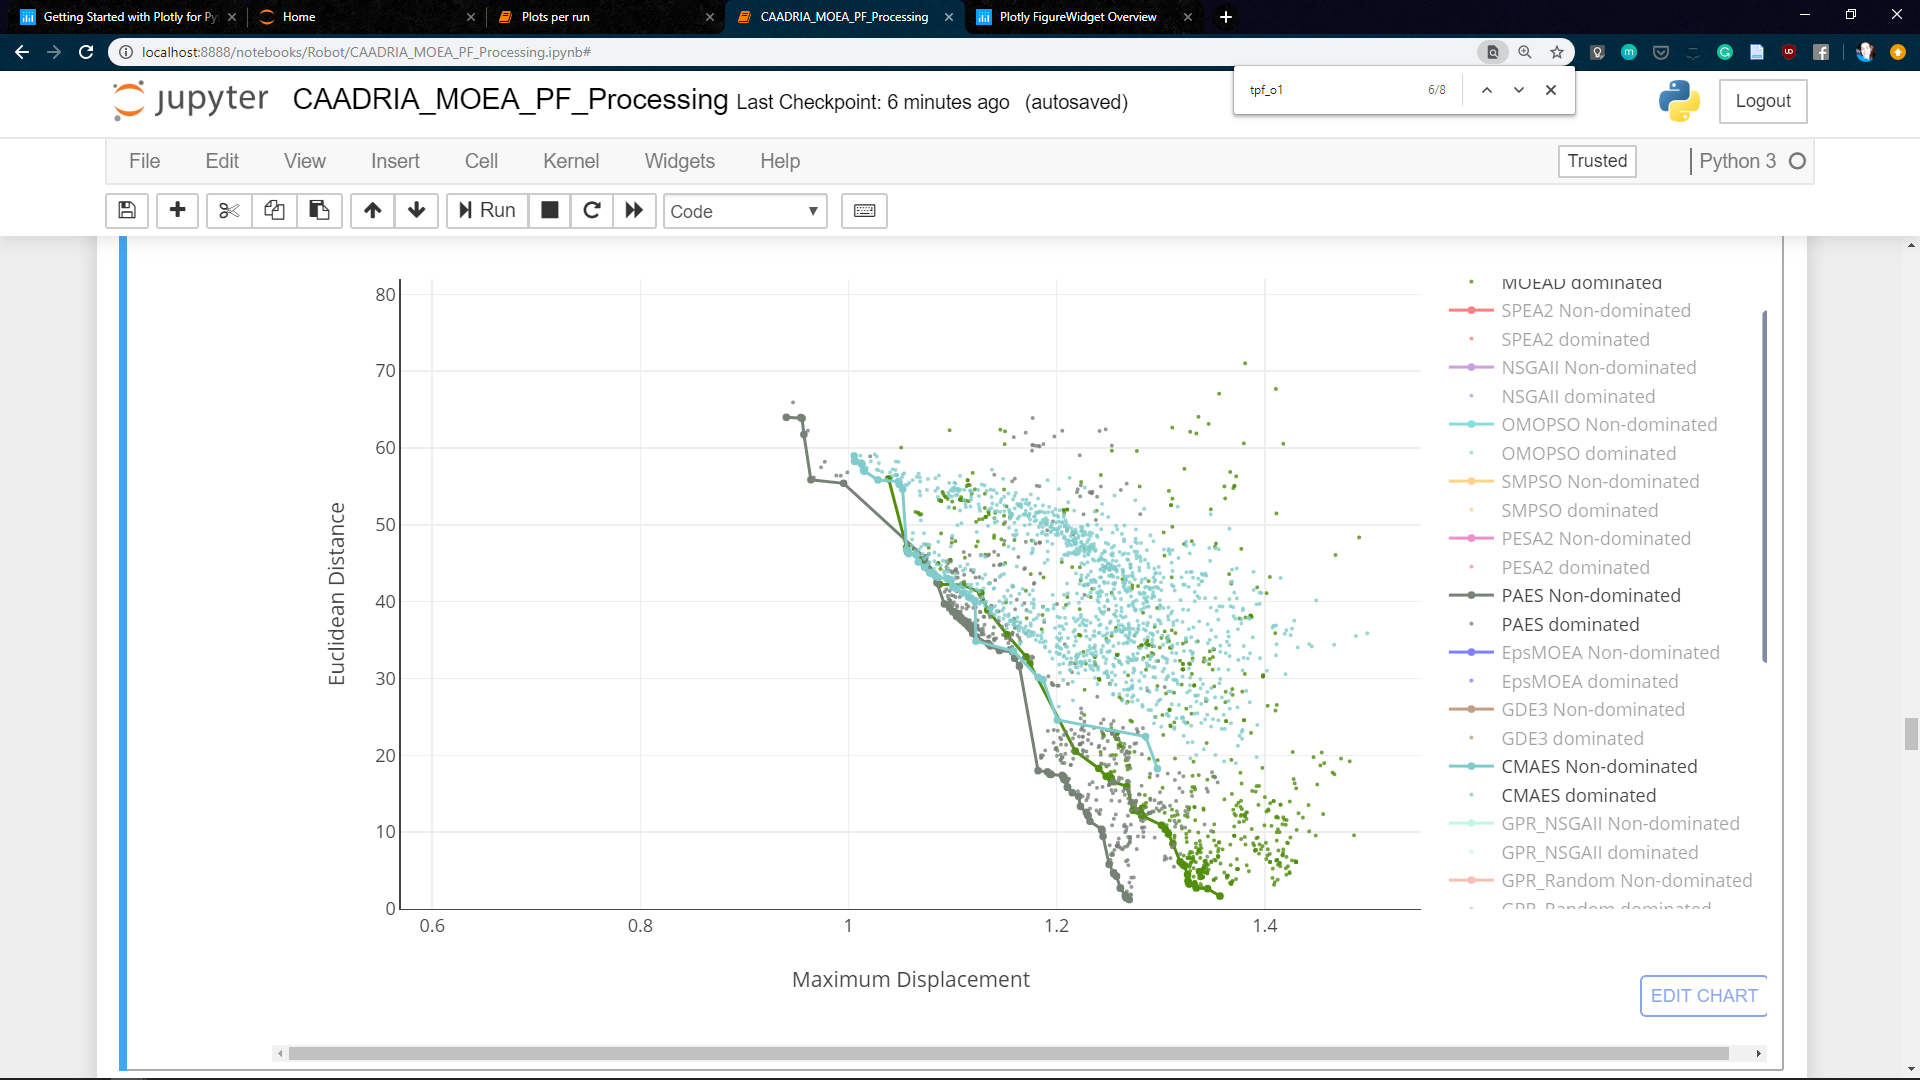 Getting Started with Plotly for Py
Home
Plots per run
CAADRIA_MOEA_PF_Processing
Plotly FigureWidget Overview
localhost:8888/notebooks/Robot/CAADRIA_MOEA_PF_Processing.ipynb#
tpf_o1 6/8
jupyter CAADRIA_MOEA_PF_Processing Last Checkpoint: 6 minutes ago (autosaved)
Logout
File Edit View Insert Cell Kernel Widgets Help
Trusted
Python 3
Run
Code
MOEAD dominated
SPEA2 Non-dominated
SPEA2 dominated
NSGAII Non-dominated
NSGAII dominated
OMOPSO Non-dominated
OMOPSO dominated
SMPSO Non-dominated
SMPSO dominated
PESA2 Non-dominated
PESA2 dominated
PAES Non-dominated
PAES dominated
EpsMOEA Non-dominated
EpsMOEA dominated
GDE3 Non-dominated
GDE3 dominated
CMAES Non-dominated
CMAES dominated
GPR_NSGAII Non-dominated
GPR_NSGAII dominated
GPR_Random Non-dominated
GPR_Random dominated
80
70
60
50
40
30
20
10
0
Euclidean Distance
0.6 0.8 1 1.2 1.4
Maximum Displacement
EDIT CHART